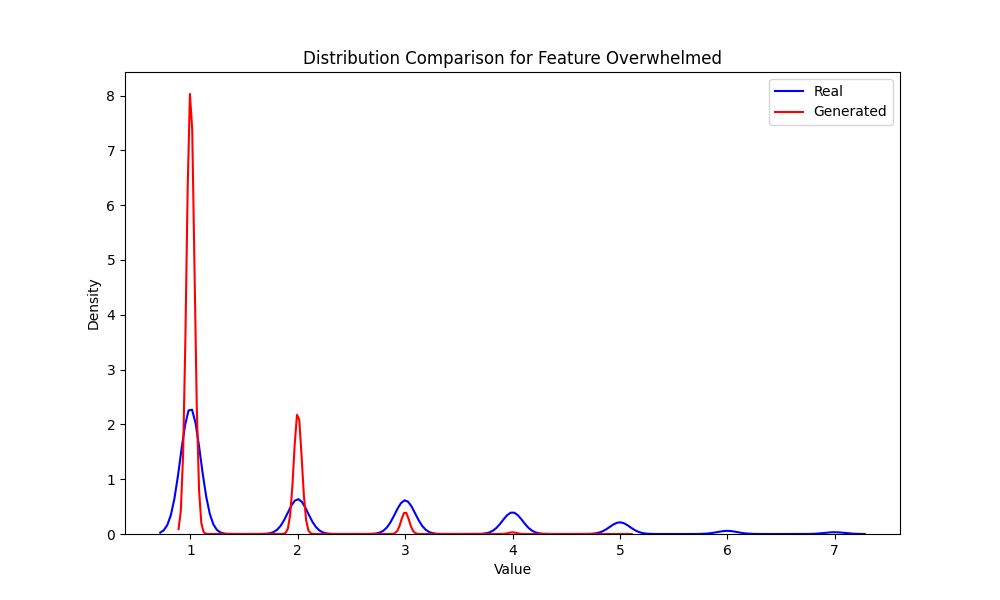 Distribution Comparison for Feature Overwhelmed
Real
Generated
8
7
6
5
4
3
2
1
0
Density
1 2 3 4 5 6 7
Value